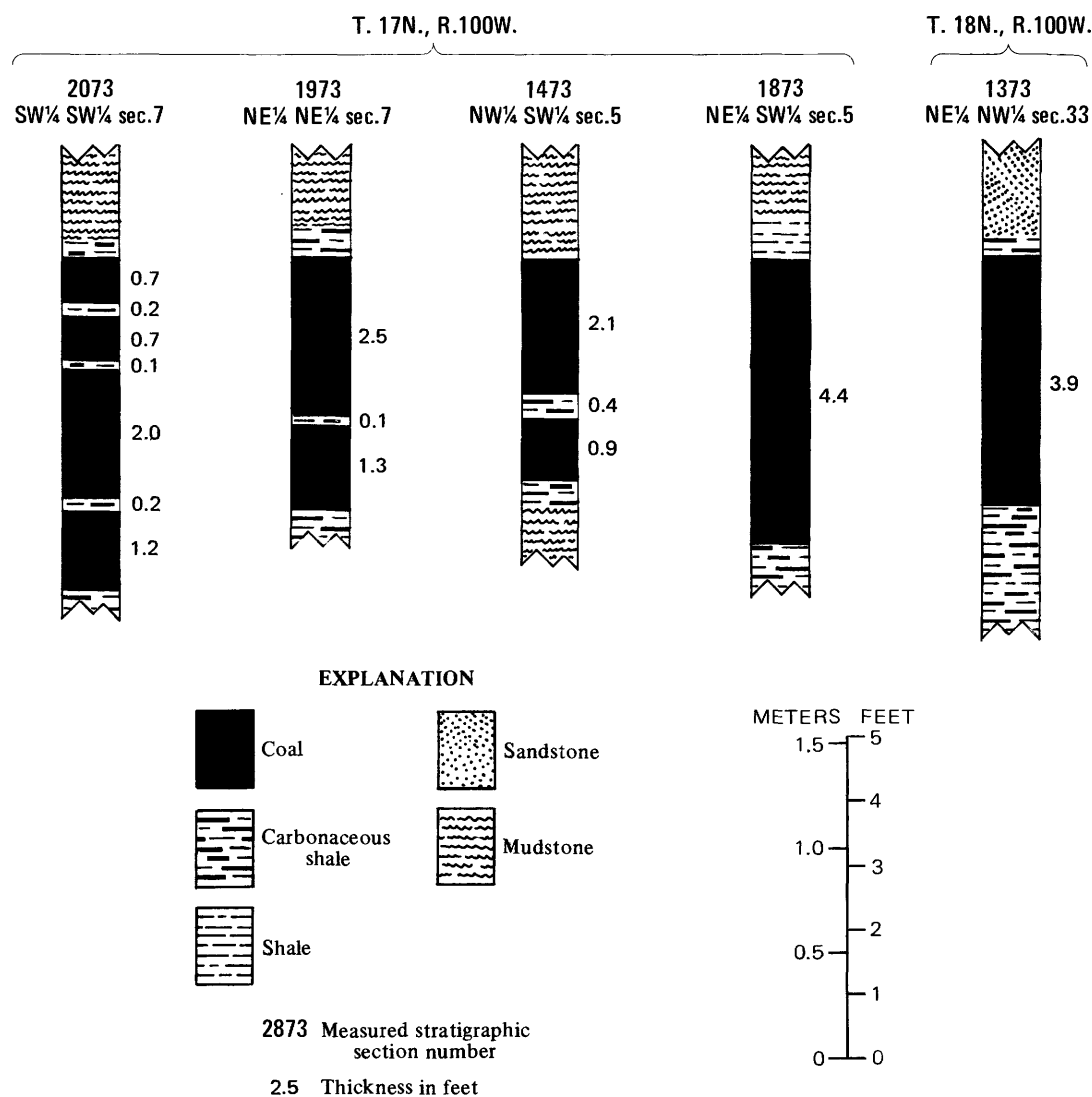 T. 17N., R.100W.
T. 18N., R.100W.
2073
SW¼ SW¼ sec.7
1973
NE¼ NE¼ sec.7
1473
NW¼ SW¼ sec.5
1873
NE¼ SW¼ sec.5
1373
NE¼ NW¼ sec.33
0.7
0.2
0.7
0.1
2.0
0.2
1.2
2.5
0.1
1.3
2.1
0.4
0.9
4.4
3.9
EXPLANATION
Coal
Sandstone
Carbonaceous
shale
Mudstone
Shale
2873 Measured stratigraphic
section number
2.5 Thickness in feet
METERS FEET
1.5 5
4
1.0
3
2
0.5
1
0 0